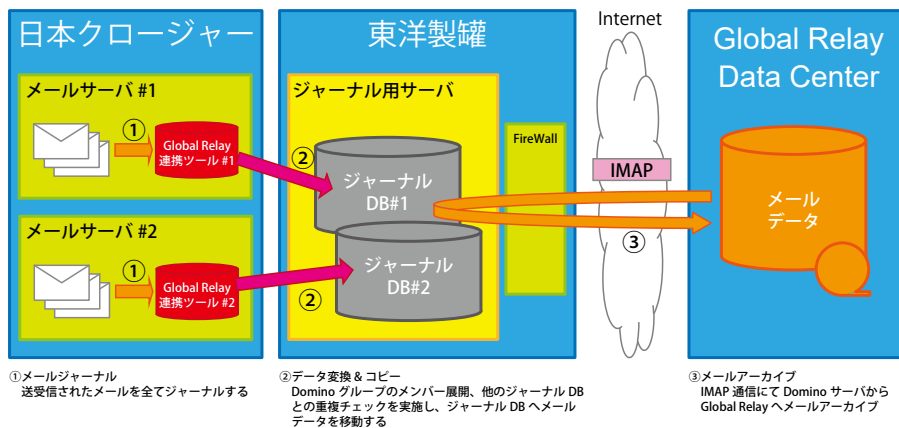 日本クロージャー
メールサーバ #1
①
Global Relay
連携ツール #1
メールサーバ #2
①
Global Relay
連携ツール #2
東洋製罐
ジャーナル用サーバ
②
ジャーナル
DB#1
ジャーナル
DB#2
②
FireWall
Internet
IMAP
③
Global Relay
Data Center
メール
データ
①メールジャーナル
送受信されたメールを全てジャーナルする
②データ変換 & コピー
Domino グループのメンバー展開、他のジャーナル DB
との重複チェックを実施し、ジャーナル DB へメール
データを移動する
③メールアーカイブ
IMAP 通信にて Domino サーバから
Global Relay へメールアーカイブ